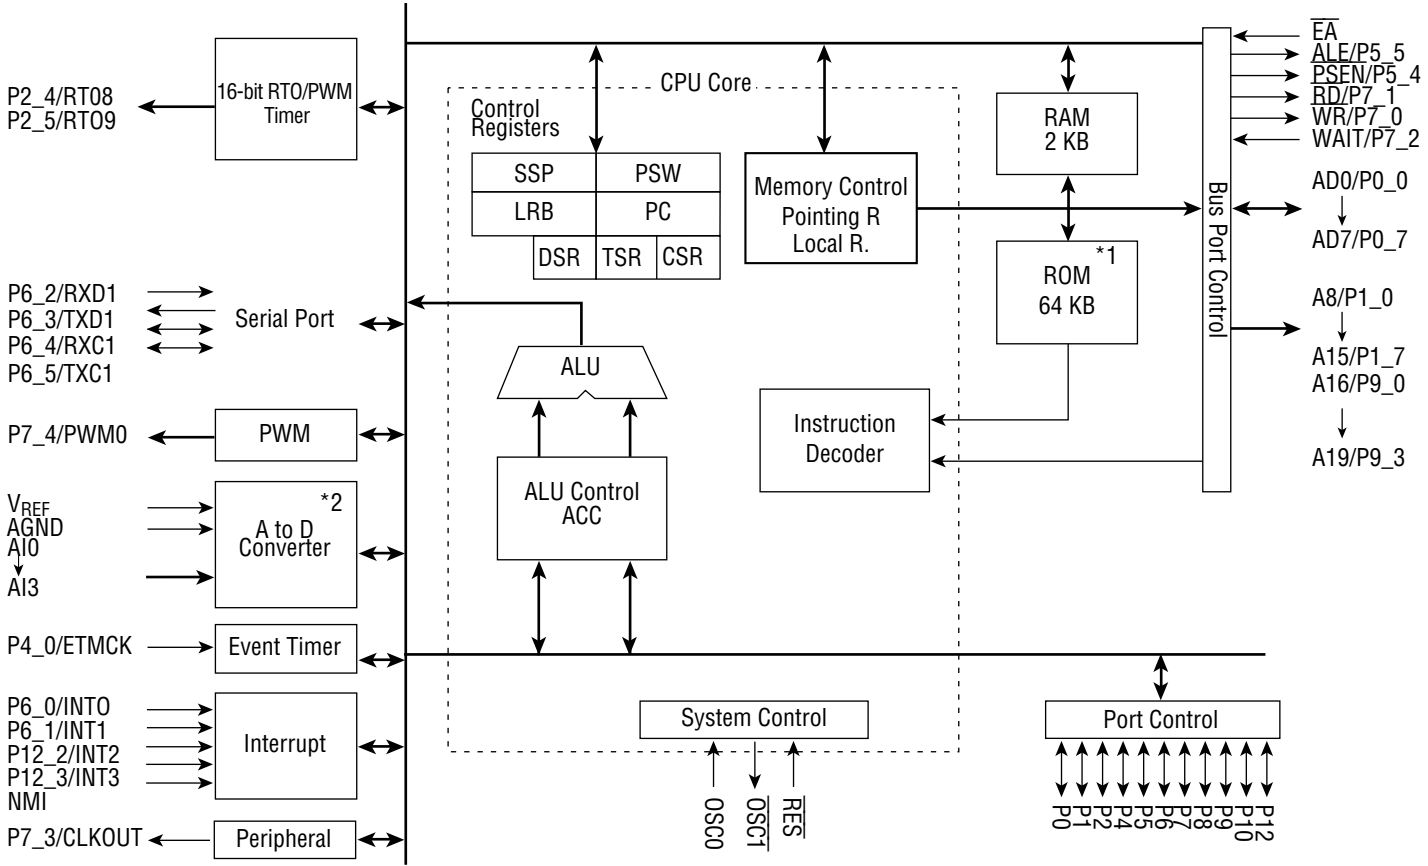 P2_4/RT08
P2_5/RTO9
16-bit RTO/PWM
Timer
P6_2/RXD1
P6_3/TXD1
P6_4/RXC1
P6_5/TXC1
Serial Port
P7_4/PWM0
PWM
VREF
AGND
AI0
AI3
*2
A to D
Converter
P4_0/ETMCK
Event Timer
P6_0/INTO
P6_1/INT1
P12_2/INT2
P12_3/INT3
NMI
Interrupt
P7_3/CLKOUT
Peripheral
CPU Core
Control
Registers
SSP
PSW
LRB
PC
DSR
TSR
CSR
ALU
ALU Control
ACC
Memory Control
Pointing R
Local R.
Instruction
Decoder
System Control
OSC0
OSC1
RES
RAM
2 KB
*1
ROM
64 KB
Bus Port Control
EA
ALE/P5_5
PSEN/P5_4
RD/P7_1
WR/P7_0
WAIT/P7_2
AD0/P0_0
AD7/P0_7
A8/P1_0
A15/P1_7
A16/P9_0
A19/P9_3
Port Control
P0
P1
P2
P4
P5
P6
P7
P8
P9
P10
P12